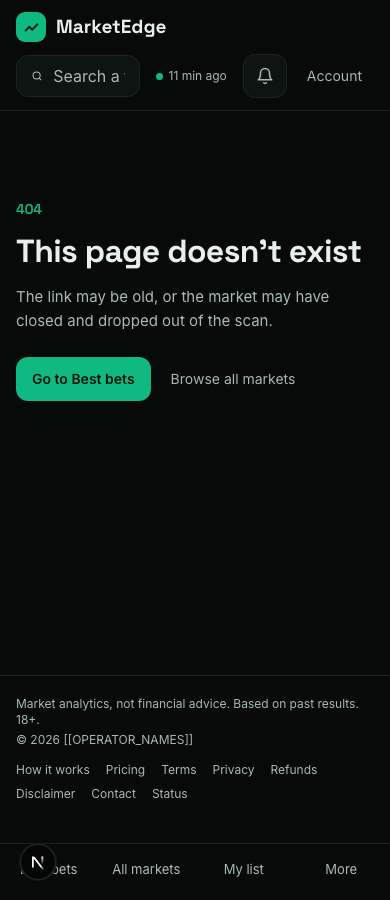 MarketEdge
Search a
11 min ago
Account
404
This page doesn’t exist
The link may be old, or the market may have
closed and dropped out of the scan.
Go to Best bets
Browse all markets
Market analytics, not financial advice. Based on past results.
18+.
© 2026 [[OPERATOR_NAMES]]
How it works Pricing Terms Privacy Refunds
Disclaimer Contact Status
N
bets All markets My list More